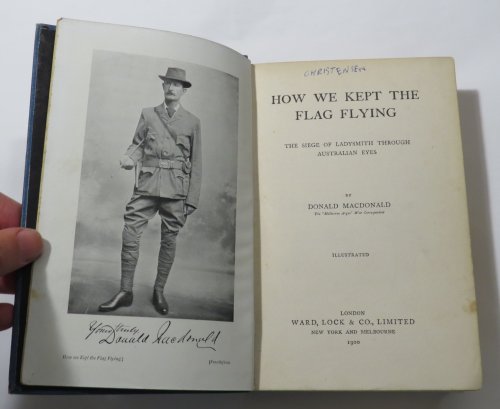 CHRISTENSEN
HOW WE KEPT THE
FLAG FLYING
THE SIEGE OF LADYSMITH THROUGH
AUSTRALIAN EYES
BY
DONALD MACDONALD
The "Melbourne Argus" War Correspondent
ILLUSTRATED
LONDON
WARD, LOCK & CO., LIMITED
NEW YORK AND MELBOURNE
1900
Yours truly
Donald Macdonald
How we Kept the Flag Flying]
[Frontispiece